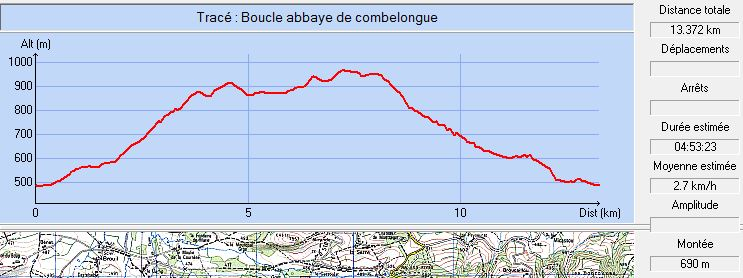 Tracé : Boucle abbaye de combelongue
Alt (m)
1000
900
800
700
600
500
0
5
10
Dist (km)
Distance totale
13.372 km
Déplacements
Arrêts
Durée estimée
04:53:23
Moyenne estimée
2.7 km/h
Amplitude
Montée
690 m